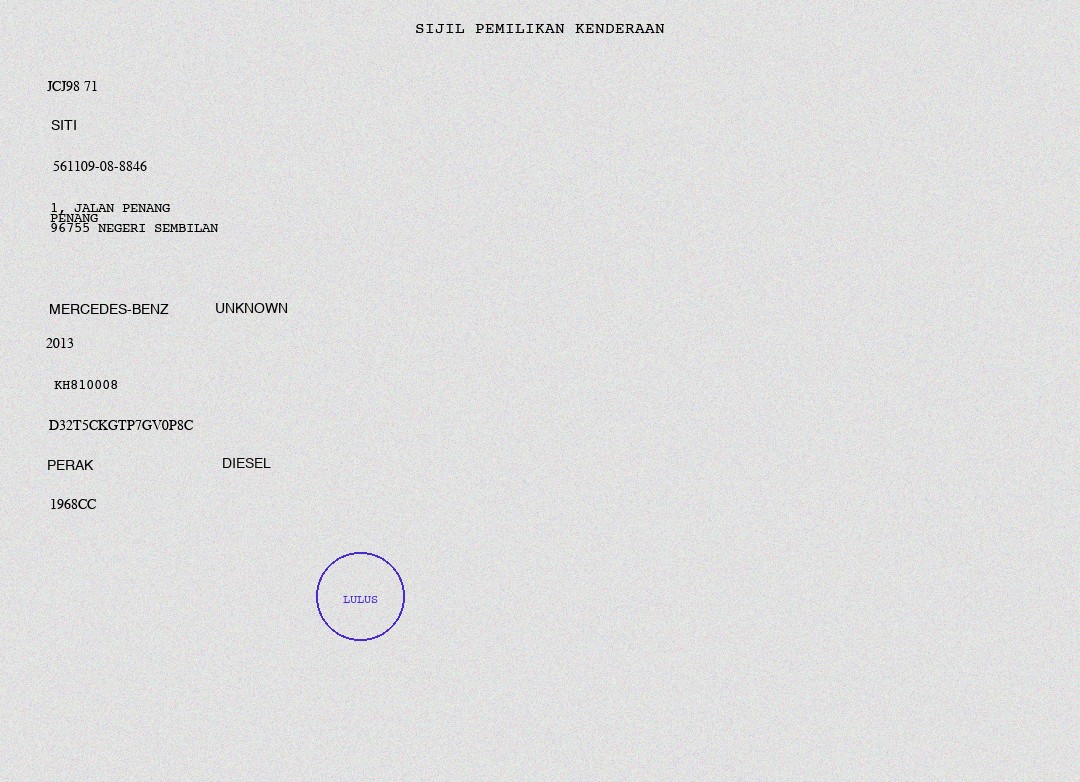 SIJIL PEMILIKAN KENDERAAN
JCJ98 71
SITI
561109-08-8846
1, JALAN PENANG
PENANG
96755 NEGERI SEMBILAN
MERCEDES-BENZ UNKNOWN
2013
KH810008
D32T5CKGTP7GV0P8C
PERAK DIESEL
1968CC
LULUS